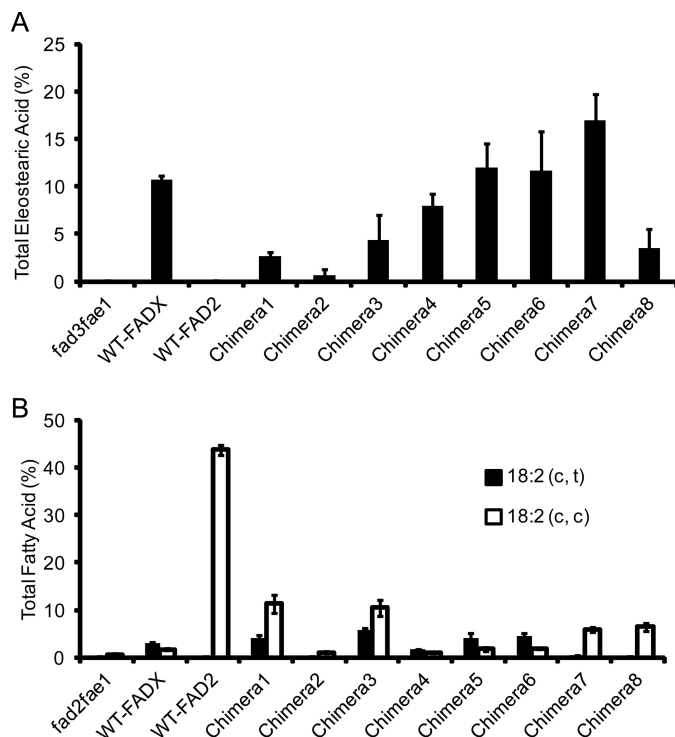 A
Total Eleostearic Acid (%)
25
20
15
10
5
0
fad3fae1
WT-FADX
WT-FAD2
Chimera1
Chimera2
Chimera3
Chimera4
Chimera5
Chimera6
Chimera7
Chimera8
B
Total Fatty Acid (%)
50
40
30
20
10
0
18:2 (c, t)
18:2 (c, c)
fad2fae1
WT-FADX
WT-FAD2
Chimera1
Chimera2
Chimera3
Chimera4
Chimera5
Chimera6
Chimera7
Chimera8